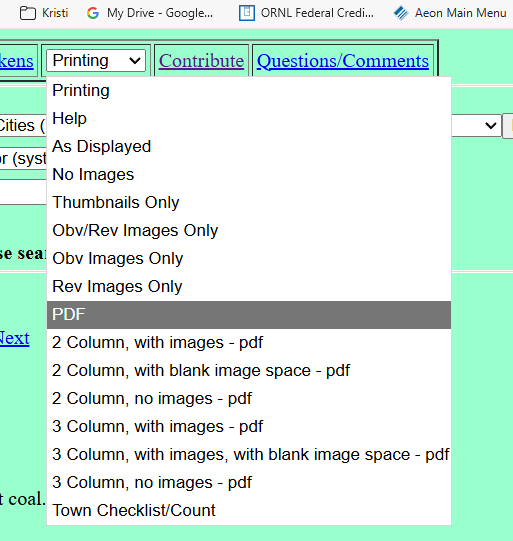 Kristi My Drive - Google... ORNL Federal Credi... Aeon Main Menu
kens Printing Contribute Questions/Comments
Printing
Cities (
Help
or (syst
As Displayed
No Images
Thumbnails Only
Obv/Rev Images Only
se sear
Obv Images Only
Rev Images Only
PDF
Next
2 Column, with images - pdf
2 Column, with blank image space - pdf
2 Column, no images - pdf
3 Column, with images - pdf
3 Column, with images, with blank image space - pdf
3 Column, no images - pdf
t coal.
Town Checklist/Count